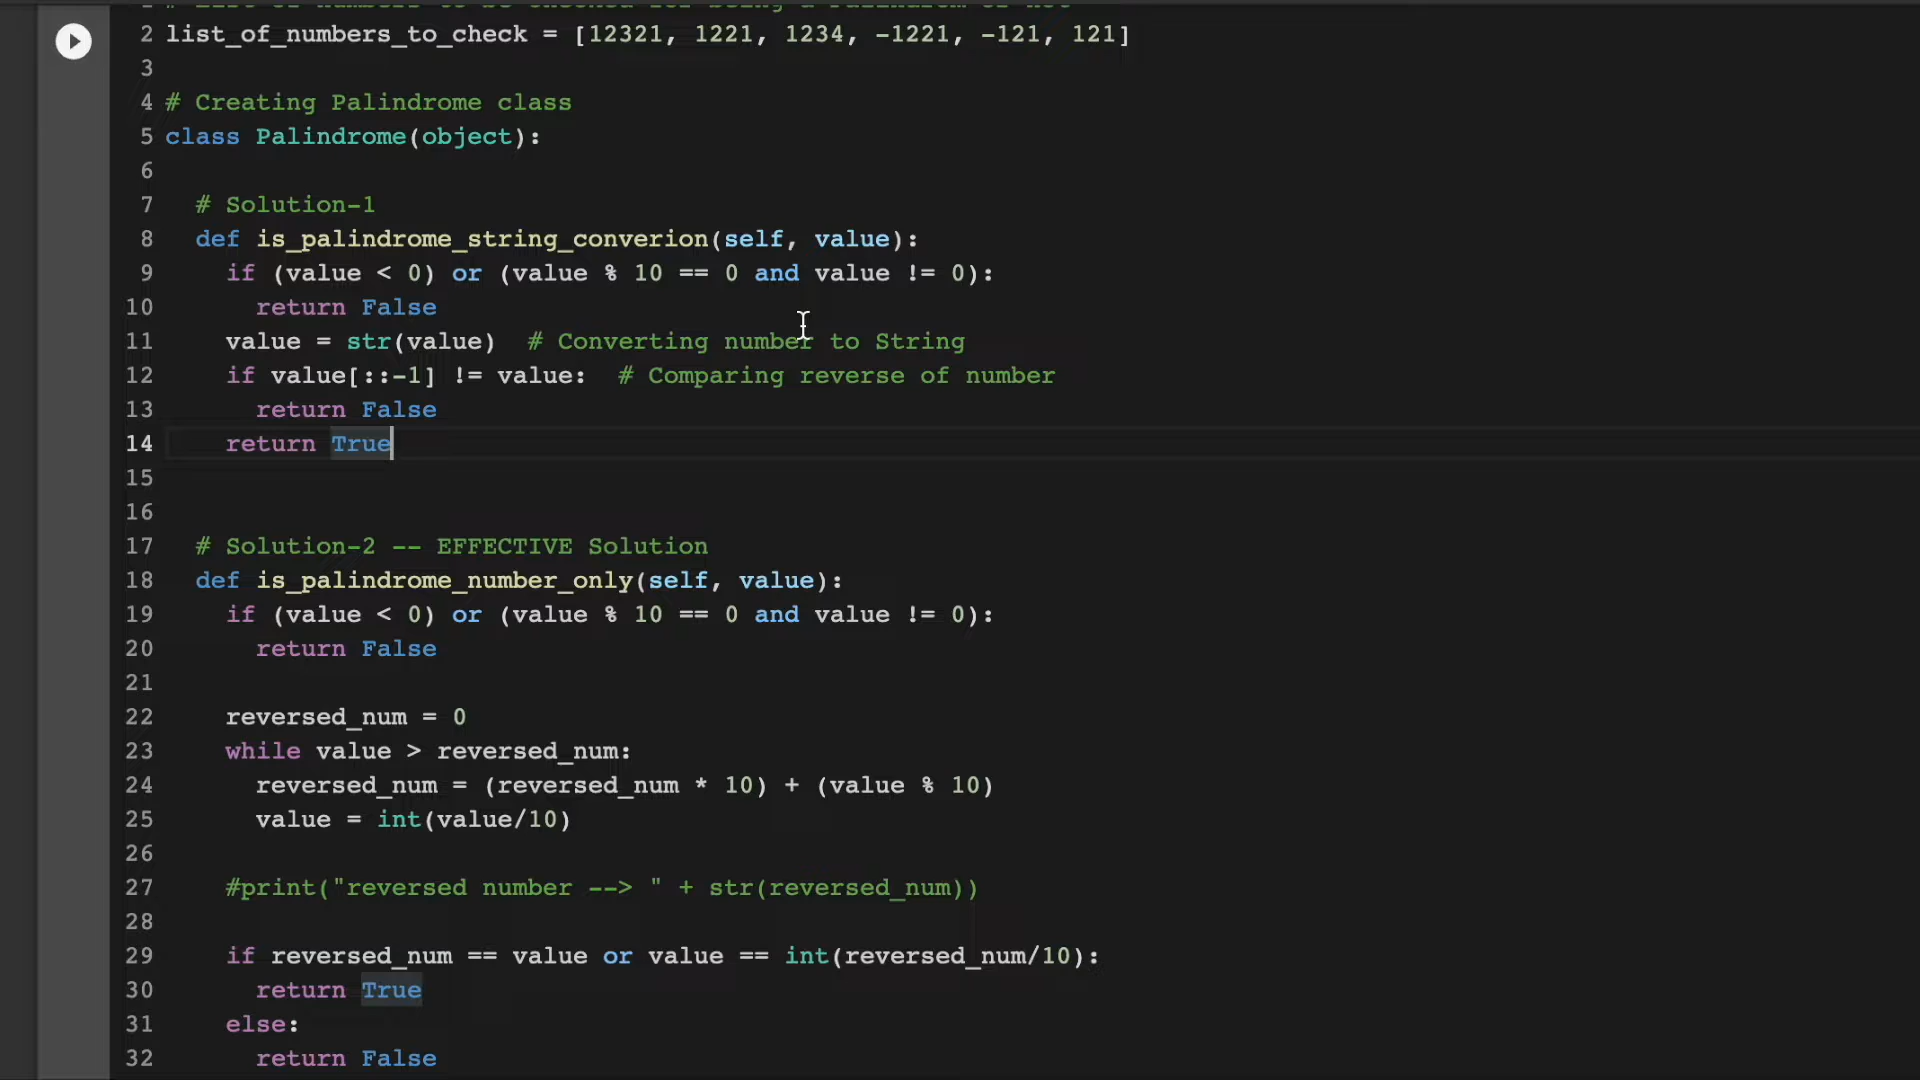 2 list_of_numbers_to_check = [12321, 1221, 1234, -1221, -121, 121]
3
4 # Creating Palindrome class
5 class Palindrome(object):
6
7   # Solution-1
8   def is_palindrome_string_converion(self, value):
9     if (value < 0) or (value % 10 == 0 and value != 0):
10       return False
11     value = str(value)  # Converting number to String
12     if value[::-1] != value:  # Comparing reverse of number
13       return False
14     return True
15
16
17   # Solution-2 -- EFFECTIVE Solution
18   def is_palindrome_number_only(self, value):
19     if (value < 0) or (value % 10 == 0 and value != 0):
20       return False
21
22     reversed_num = 0
23     while value > reversed_num:
24       reversed_num = (reversed_num * 10) + (value % 10)
25       value = int(value/10)
26
27     #print("reversed number --> " + str(reversed_num))
28
29     if reversed_num == value or value == int(reversed_num/10):
30       return True
31     else:
32       return False